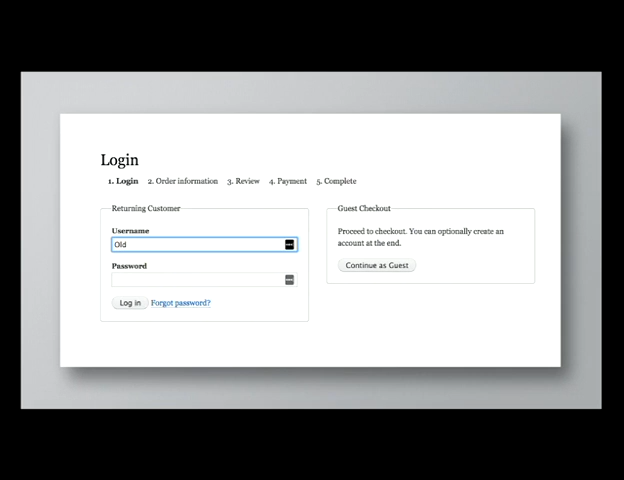 Login
1. Login 2. Order information 3. Review 4. Payment 5. Complete
Returning Customer
Username
Old
Password
Log in Forgot password?
Guest Checkout
Proceed to checkout. You can optionally create an
account at the end.
Continue as Guest